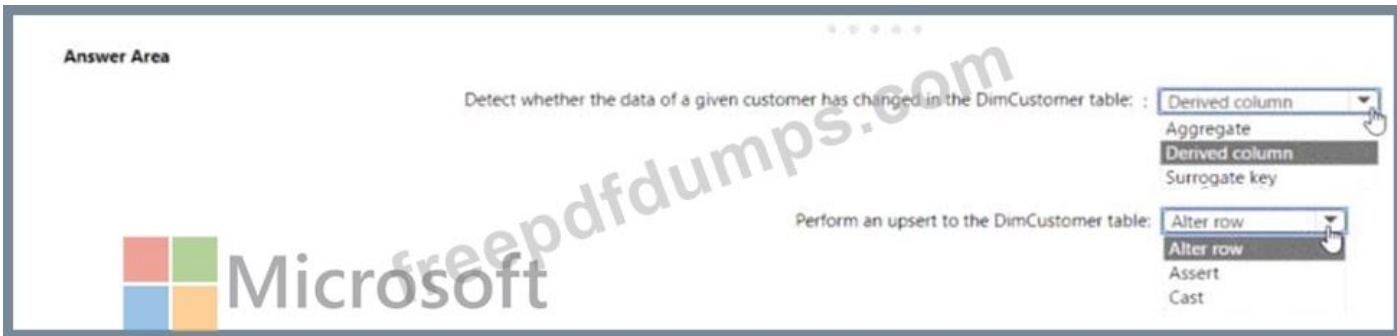 Answer Area
Detect whether the data of a given customer has changed in the DimCustomer table: : Derived column
Aggregate
Derived column
Surrogate key
Perform an upsert to the DimCustomer table: Alter row
Alter row
Assert
Cast
freepdfdumps.com
Microsoft